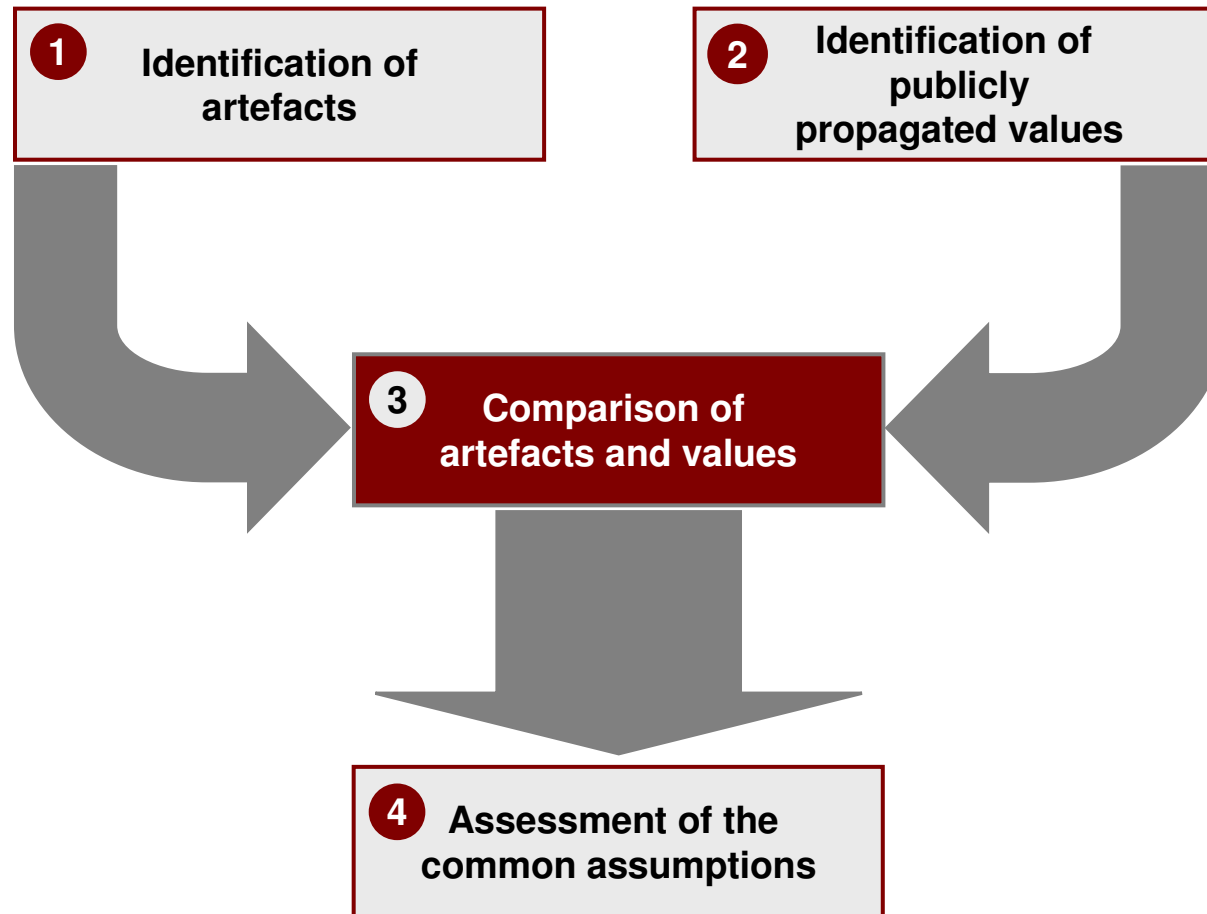 1
Identification of
artefacts
2
Identification of
publicly
propagated values
3
Comparison of
artefacts and values
4
Assessment of the
common assumptions